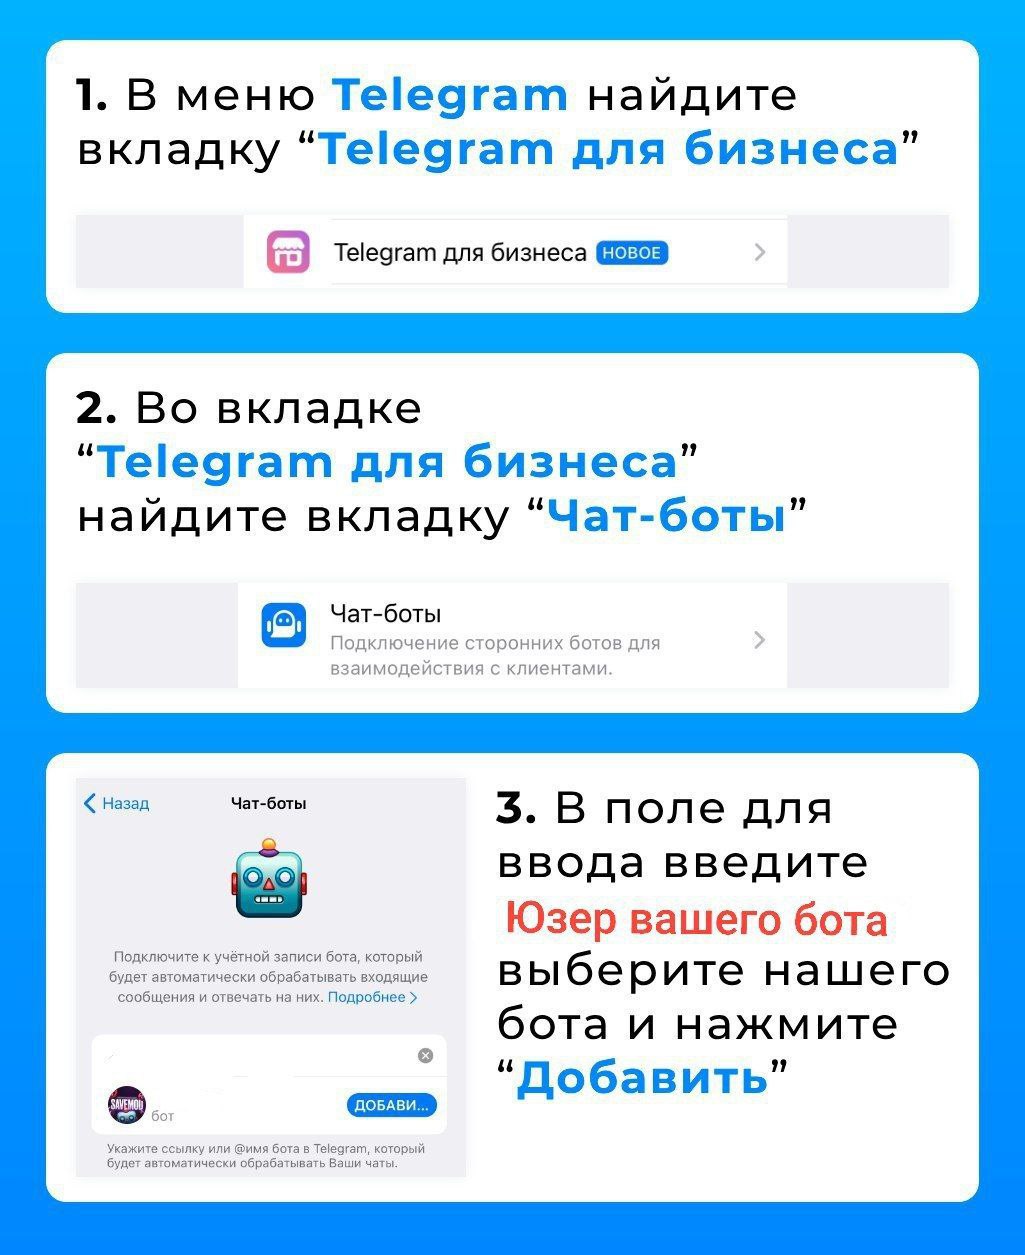 1. В меню Telegram найдите
вкладку “Telegram для бизнеса”
Telegram для бизнеса НОВОЕ
2. Во вкладке
“Telegram для бизнеса”
найдите вкладку “Чат-боты”
Чат-боты
Подключение сторонних ботов для
взаимодействия с клиентами.
Назад
Чат-боты
Подключите к учётной записи бота, который
будет автоматически обрабатывать входящие
сообщения и отвечать на них. Подробнее
SAVEMOD
бот
ДОБАВИ...
Укажите ссылку или @имя бота в Telegram, который
будет автоматически обрабатывать Ваши чаты.
3. В поле для
ввода введите
Юзер вашего бота
выберите нашего
бота и нажмите
“Добавить”